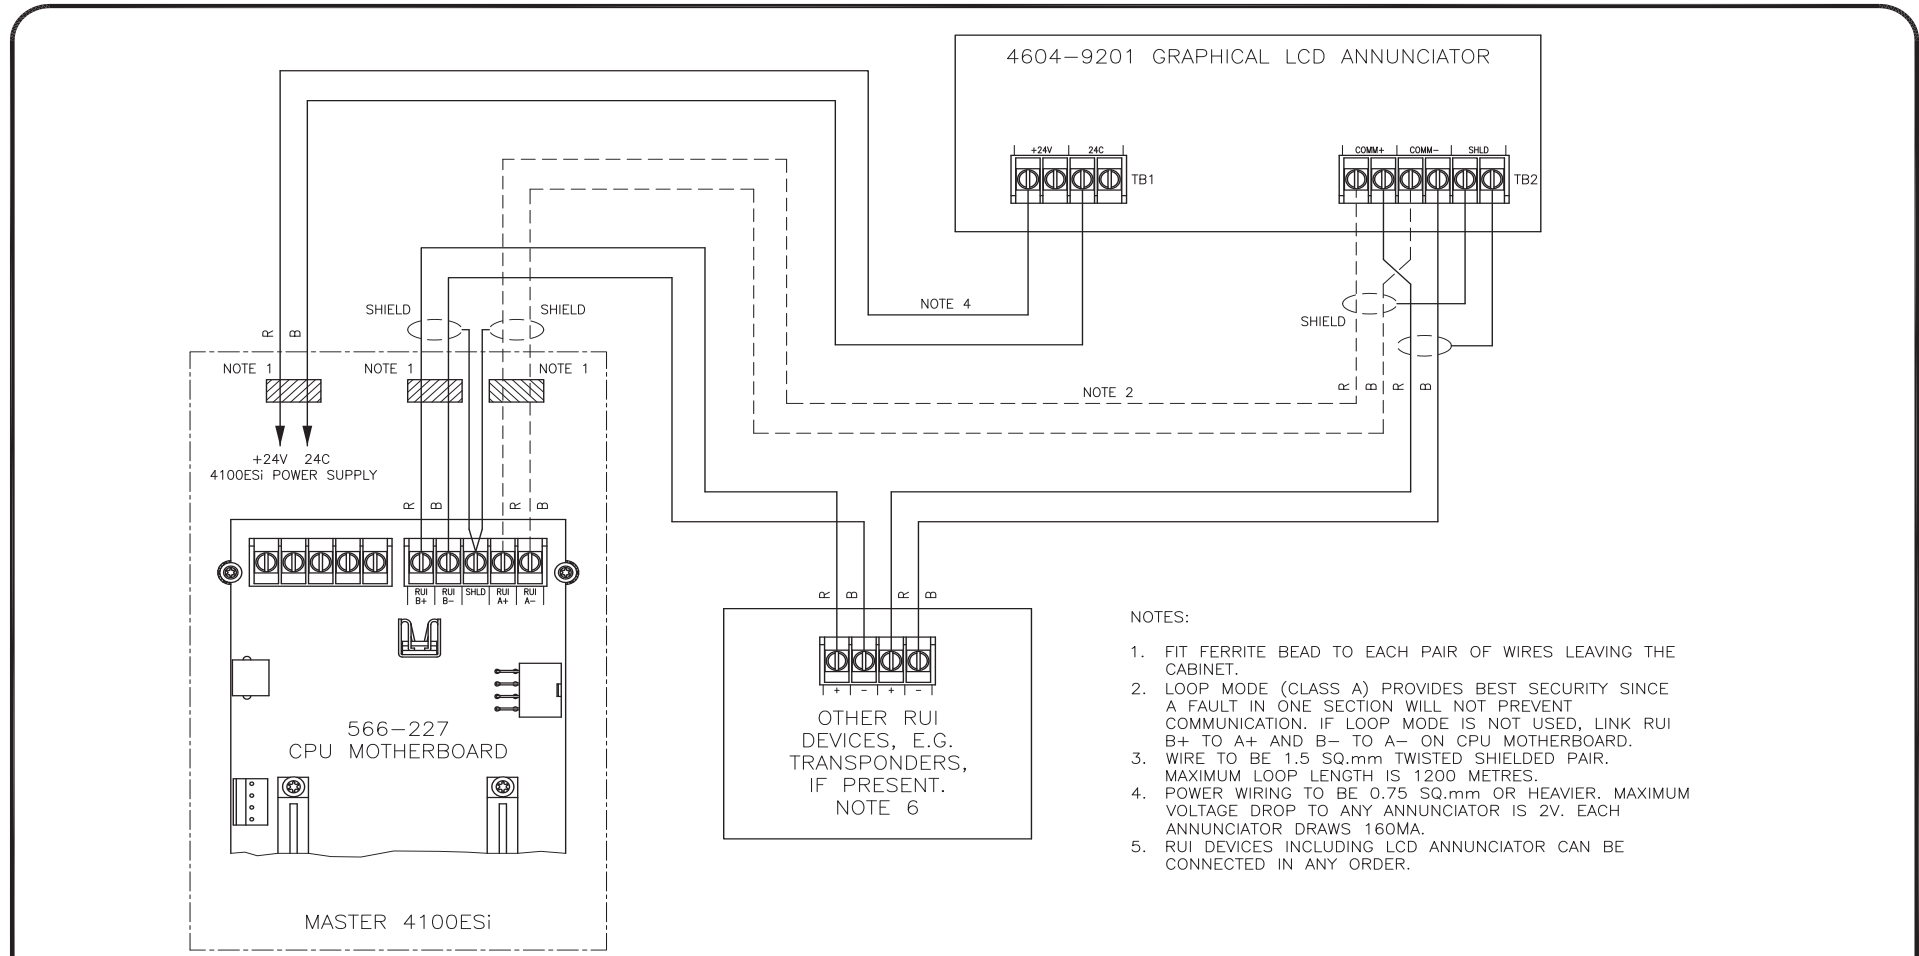 4604-9201 GRAPHICAL LCD ANNUNCIATOR
+24V 24C
TB1
COMM+ COMM- SHLD
TB2
SHIELD
SHIELD
NOTE 4
SHIELD
R B
NOTE 1
NOTE 1
NOTE 1
R B R B
NOTE 2
+24V 24C
4100ESi POWER SUPPLY
R B R B
RUI B+
RUI B-
SHLD
RUI A+
RUI A-
566-227
CPU MOTHERBOARD
MASTER 4100ESi
R B R B
+ - + -
OTHER RUI
DEVICES, E.G.
TRANSPONDERS,
IF PRESENT.
NOTE 6
NOTES:
1. FIT FERRITE BEAD TO EACH PAIR OF WIRES LEAVING THE
CABINET.
2. LOOP MODE (CLASS A) PROVIDES BEST SECURITY SINCE
A FAULT IN ONE SECTION WILL NOT PREVENT
COMMUNICATION. IF LOOP MODE IS NOT USED, LINK RUI
B+ TO A+ AND B- TO A- ON CPU MOTHERBOARD.
3. WIRE TO BE 1.5 SQ.mm TWISTED SHIELDED PAIR.
MAXIMUM LOOP LENGTH IS 1200 METRES.
4. POWER WIRING TO BE 0.75 SQ.mm OR HEAVIER. MAXIMUM
VOLTAGE DROP TO ANY ANNUNCIATOR IS 2V. EACH
ANNUNCIATOR DRAWS 160MA.
5. RUI DEVICES INCLUDING LCD ANNUNCIATOR CAN BE
CONNECTED IN ANY ORDER.